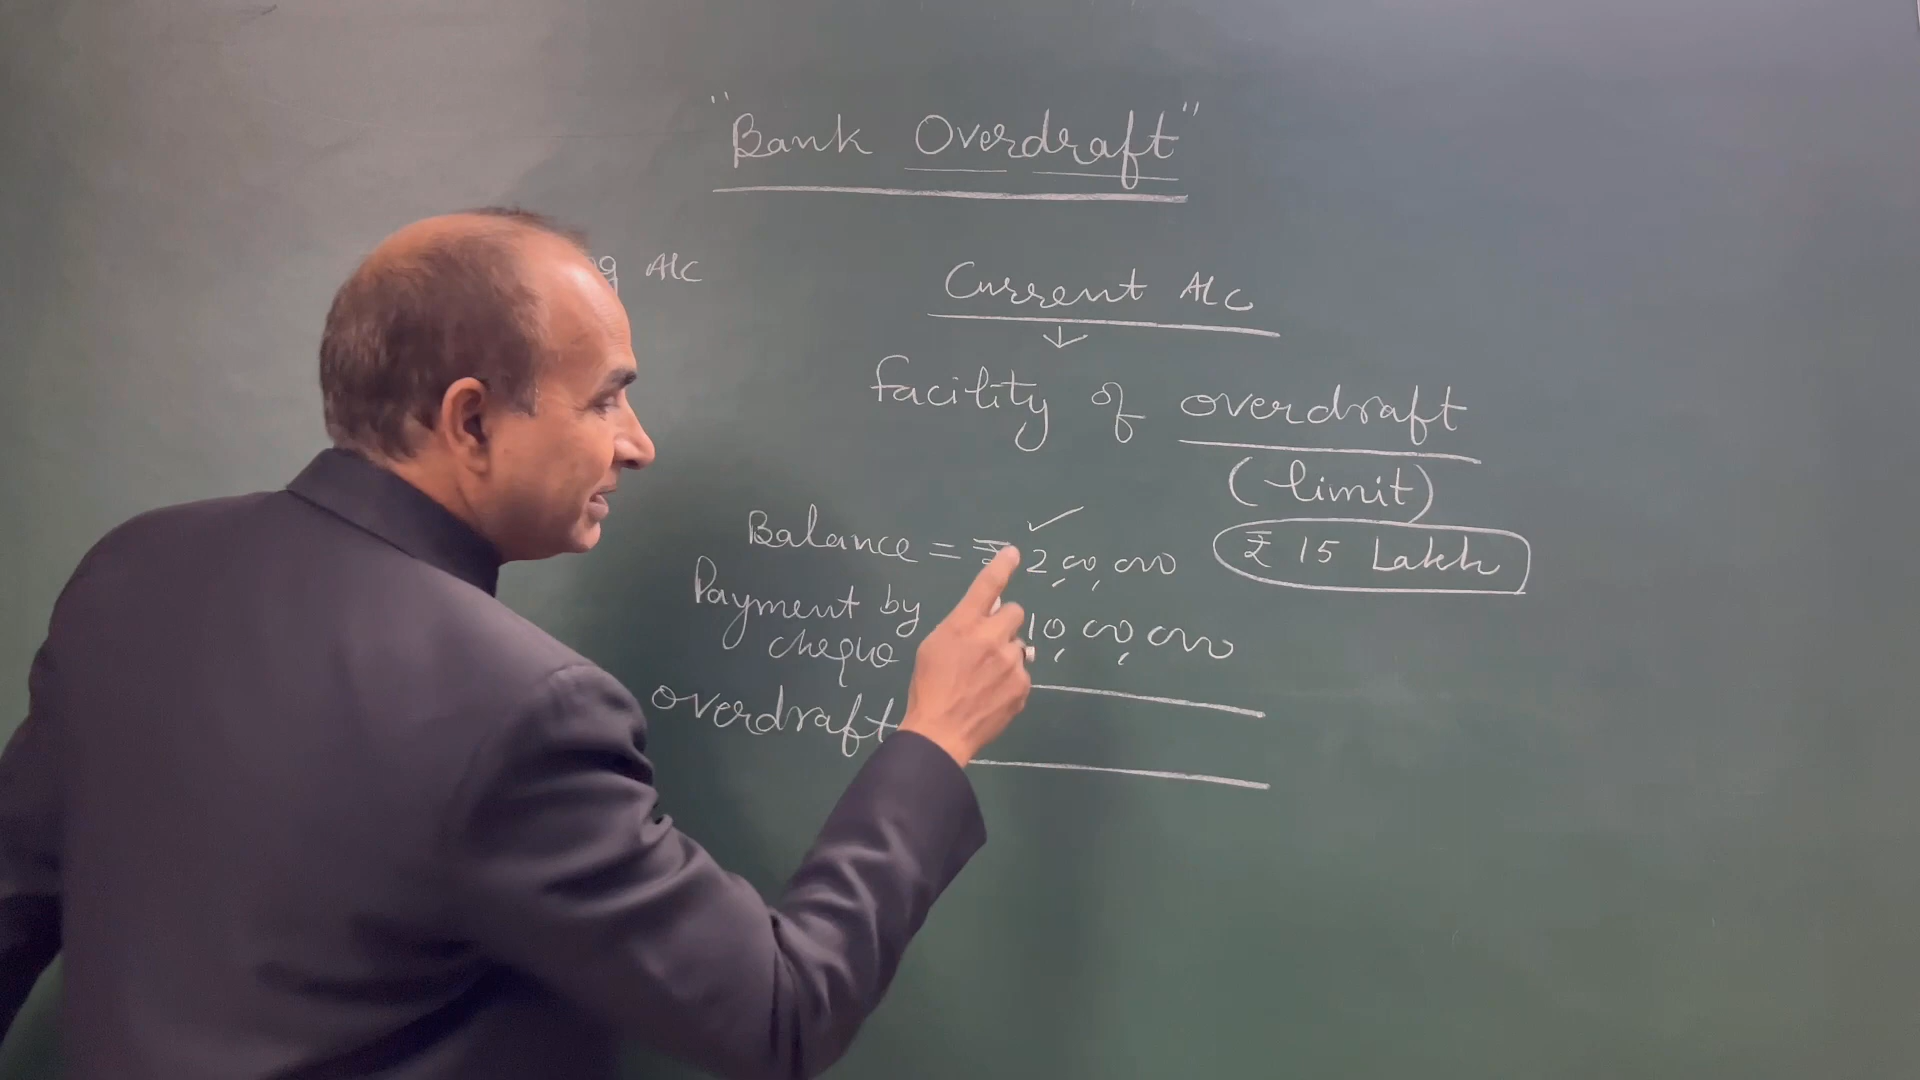 "Bank Overdraft"
A/C
Current A/C
↓
facility of overdraft
(limit)
Balance = ₹ 2,00,000 ✓
₹ 15 Lakh
Payment by
cheque 10,00,000
overdraft